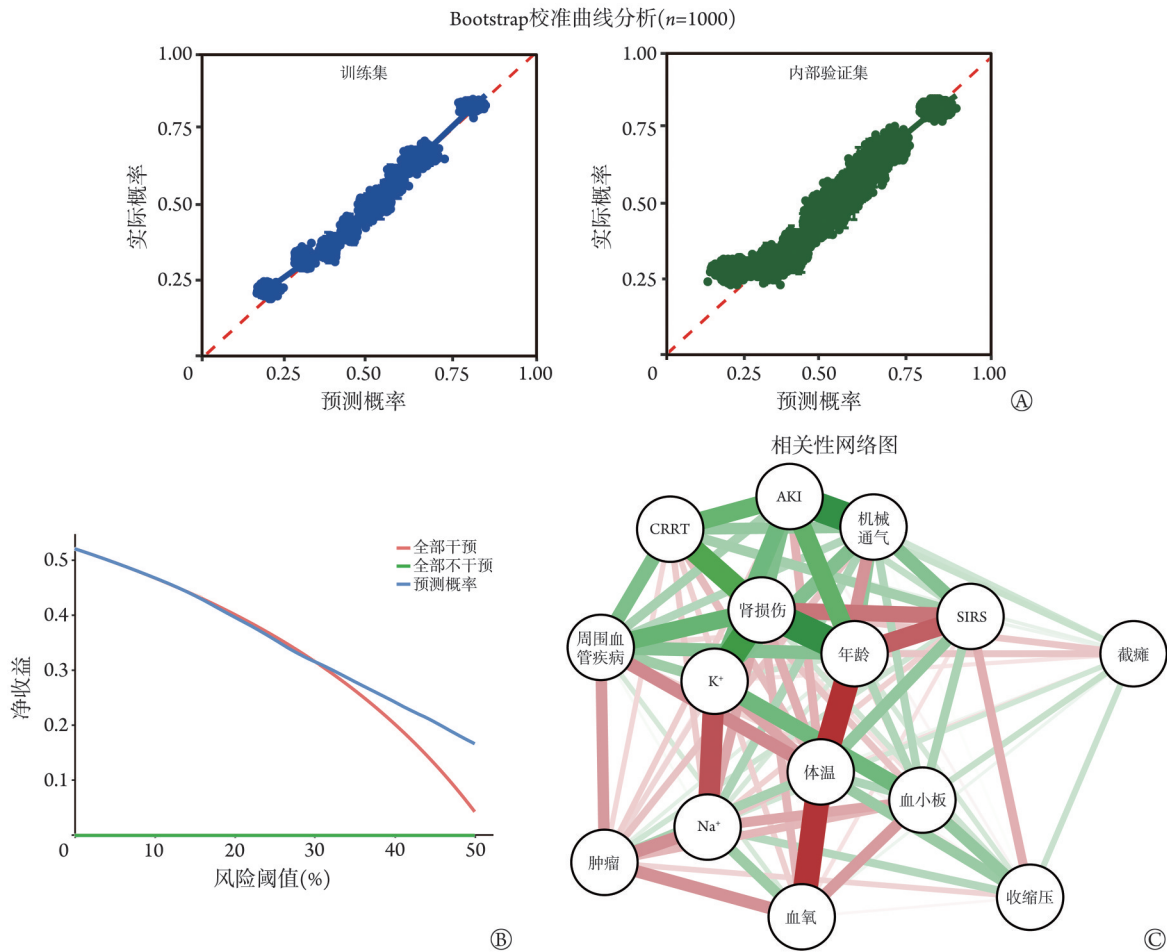 Bootstrap校准曲线分析(n=1000)
训练集
1.00
0.75
0.50
0.25
0
0.25
0.50
0.75
1.00
实际概率
预测概率
内部验证集
1.00
0.75
0.50
0.25
0
0.25
0.50
0.75
1.00
实际概率
预测概率
Ⓐ
0.5
0.4
0.3
0.2
0.1
0
10
20
30
40
50
净收益
风险阈值(%)
全部干预
全部不干预
预测概率
Ⓑ
相关性网络图
AKI
CRRT
机械
通气
肾损伤
SIRS
周围血
管疾病
年龄
截瘫
K⁺
体温
血小板
Na⁺
肿瘤
收缩压
血氧
Ⓒ